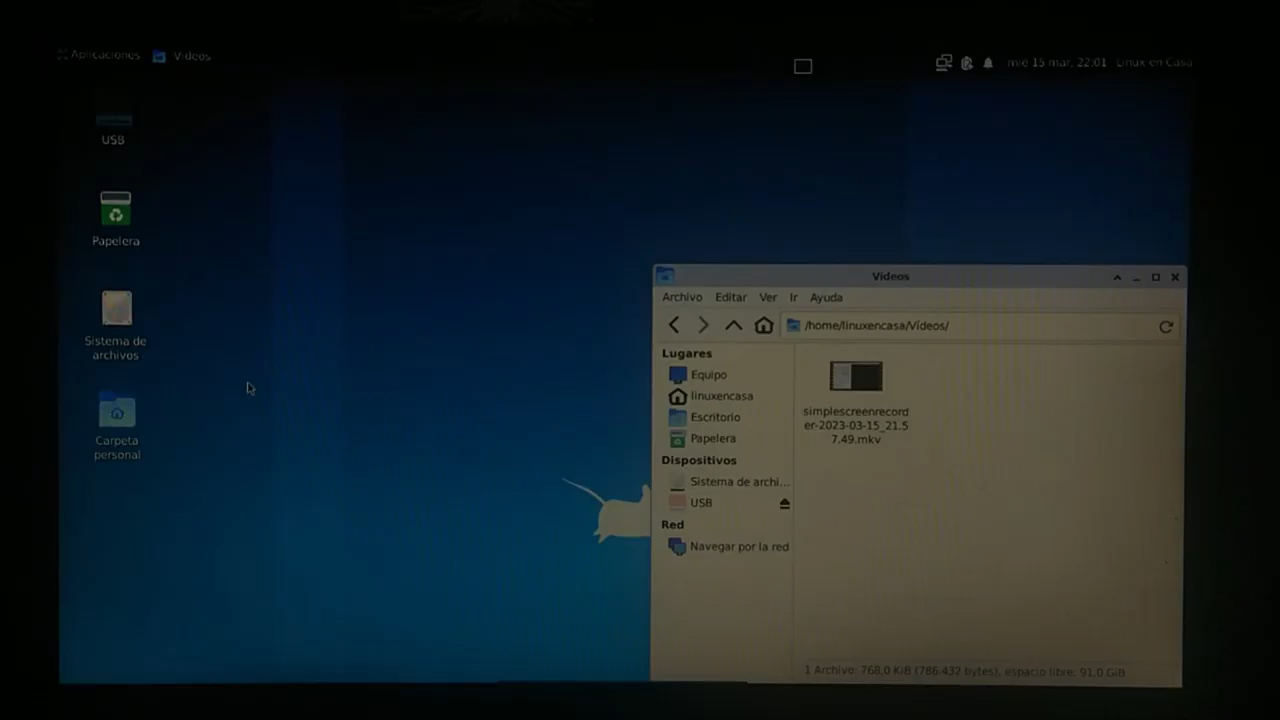 Aplicaciones Vídeos
mié 15 mar, 22:01 Linux en Casa
USB
Papelera
Sistema de
archivos
Carpeta
personal
Vídeos
Archivo Editar Ver Ir Ayuda
/home/linuxencasa/Vídeos/
Lugares
Equipo
linuxencasa
Escritorio
Papelera
Dispositivos
Sistema de archi...
USB
Red
Navegar por la red
simplescreenrecord
er-2023-03-15_21.5
7.49.mkv
1 Archivo: 768,0 KiB (786.432 bytes), espacio libre: 91,0 GiB